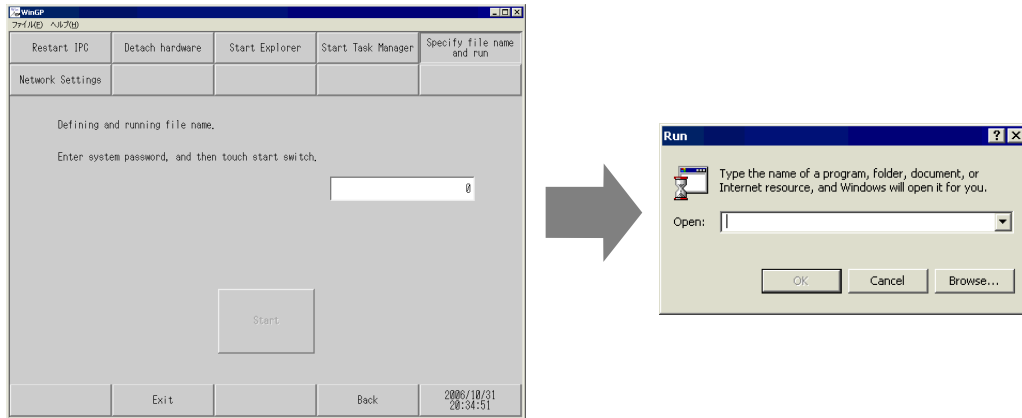 WinGP
ファイル(F) ヘルプ(H)
Restart IPC
Detach hardware
Start Explorer
Start Task Manager
Specify file name
and run
Network Settings
Defining and running file name.
Enter system password, and then touch start switch.
0
Start
Exit
Back
2006/10/31
20:34:51
Run
Type the name of a program, folder, document, or
Internet resource, and Windows will open it for you.
Open:
OK
Cancel
Browse...